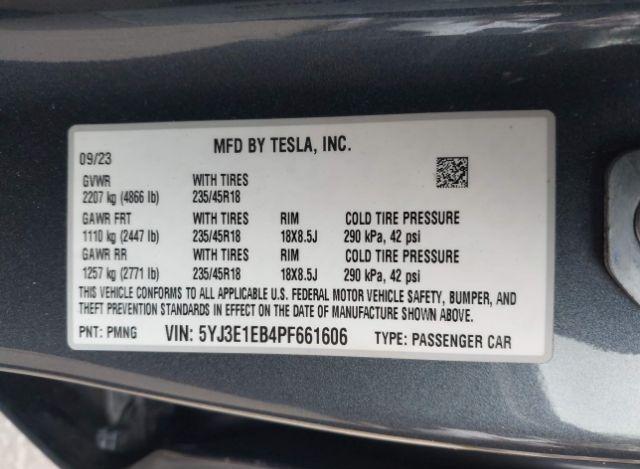 MFD BY TESLA, INC.
09/23
GVWR WITH TIRES
2207 kg (4866 lb) 235/45R18
GAWR FRT WITH TIRES RIM COLD TIRE PRESSURE
1110 kg (2447 lb) 235/45R18 18X8.5J 290 kPa, 42 psi
GAWR RR WITH TIRES RIM COLD TIRE PRESSURE
1257 kg (2771 lb) 235/45R18 18X8.5J 290 kPa, 42 psi
THIS VEHICLE CONFORMS TO ALL APPLICABLE U.S. FEDERAL MOTOR VEHICLE SAFETY, BUMPER, AND
THEFT PREVENTION STANDARDS IN EFFECT ON THE DATE OF MANUFACTURE SHOWN ABOVE.
PNT: PMNG VIN: 5YJ3E1EB4PF661606 TYPE: PASSENGER CAR